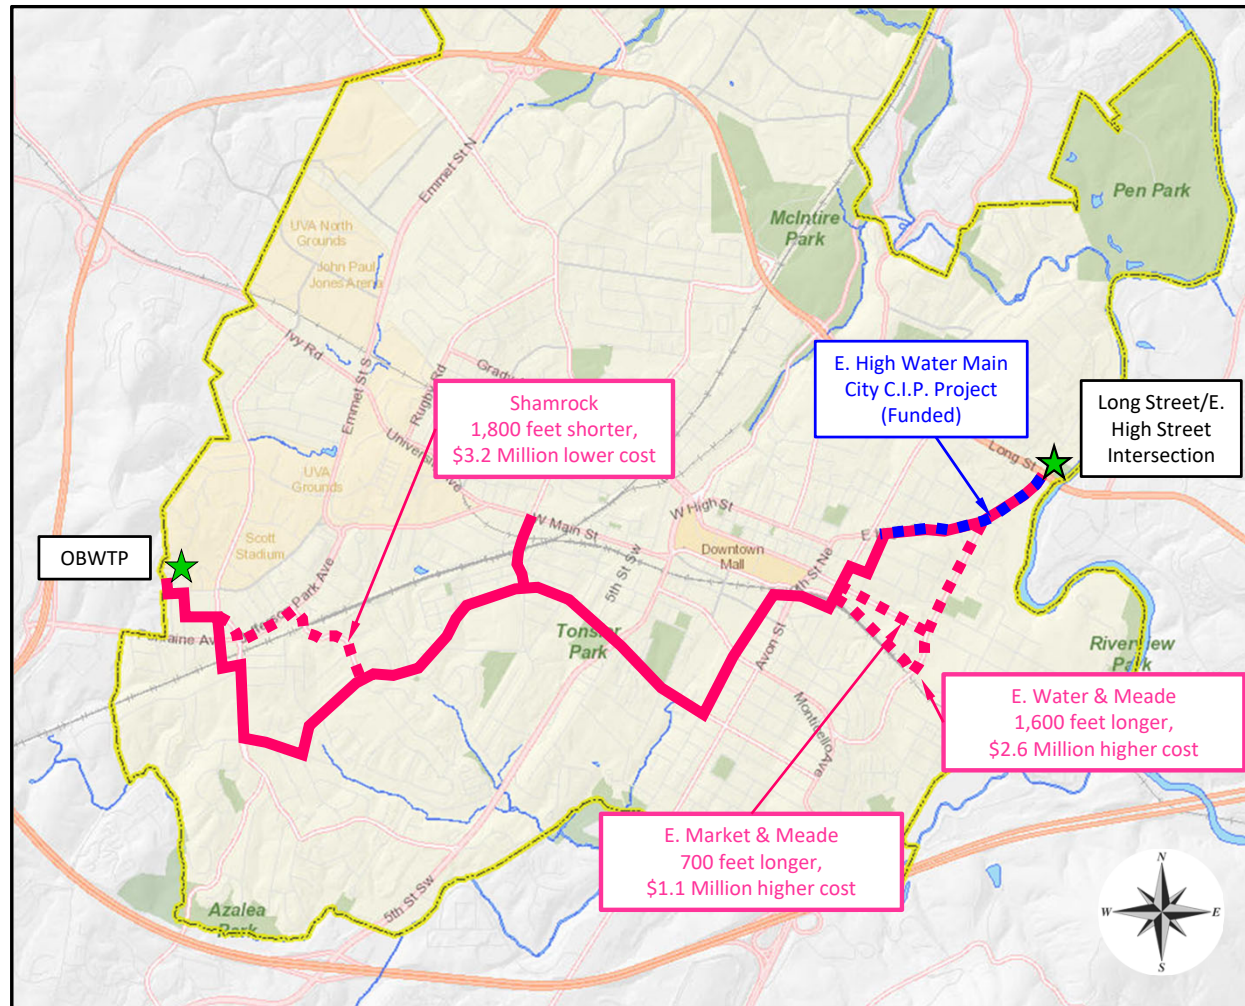 Emmet St N
Pen Park
McIntire
Park
UVA North
Grounds
John Paul
Jones Arena
Ivy Rd
Emmet St S
Rugby Rd
Grady
E. High Water Main
City C.I.P. Project
(Funded)
Long Street/E.
High Street
Intersection
Shamrock
1,800 feet shorter,
$3.2 Million lower cost
Long St
University Ave
UVA
Grounds
W High St
W Main St
E
Scott
Stadium
Downtown
Mall
OBWTP
5th St Sw
Park Ave
Tonsler
Park
Avon St
Riverview
Park
E. Water & Meade
1,600 feet longer,
$2.6 Million higher cost
Monticello Ave
E. Market & Meade
700 feet longer,
$1.1 Million higher cost
Azalea
Park
5th St Sw
N
W
E
S